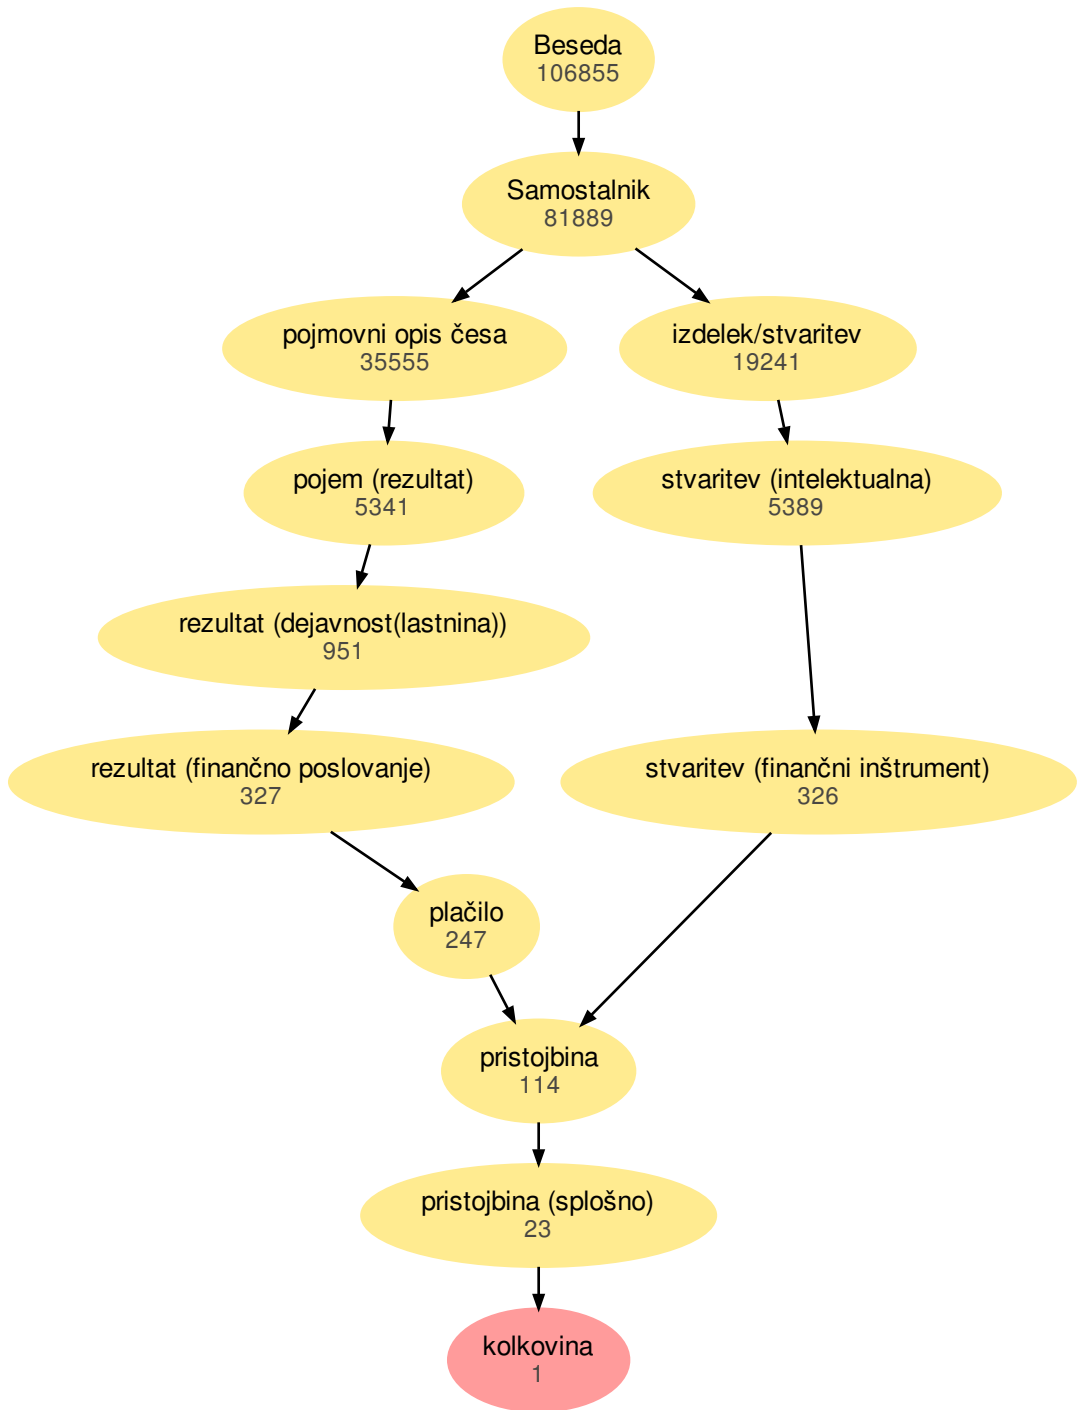 Beseda
106855
Samostalnik
81889
pojmovni opis česa
35555
izdelek/stvaritev
19241
pojem (rezultat)
5341
stvaritev (intelektualna)
5389
rezultat (dejavnost(lastnina))
951
rezultat (finančno poslovanje)
327
stvaritev (finančni inštrument)
326
plačilo
247
pristojbina
114
pristojbina (splošno)
23
kolkovina
1